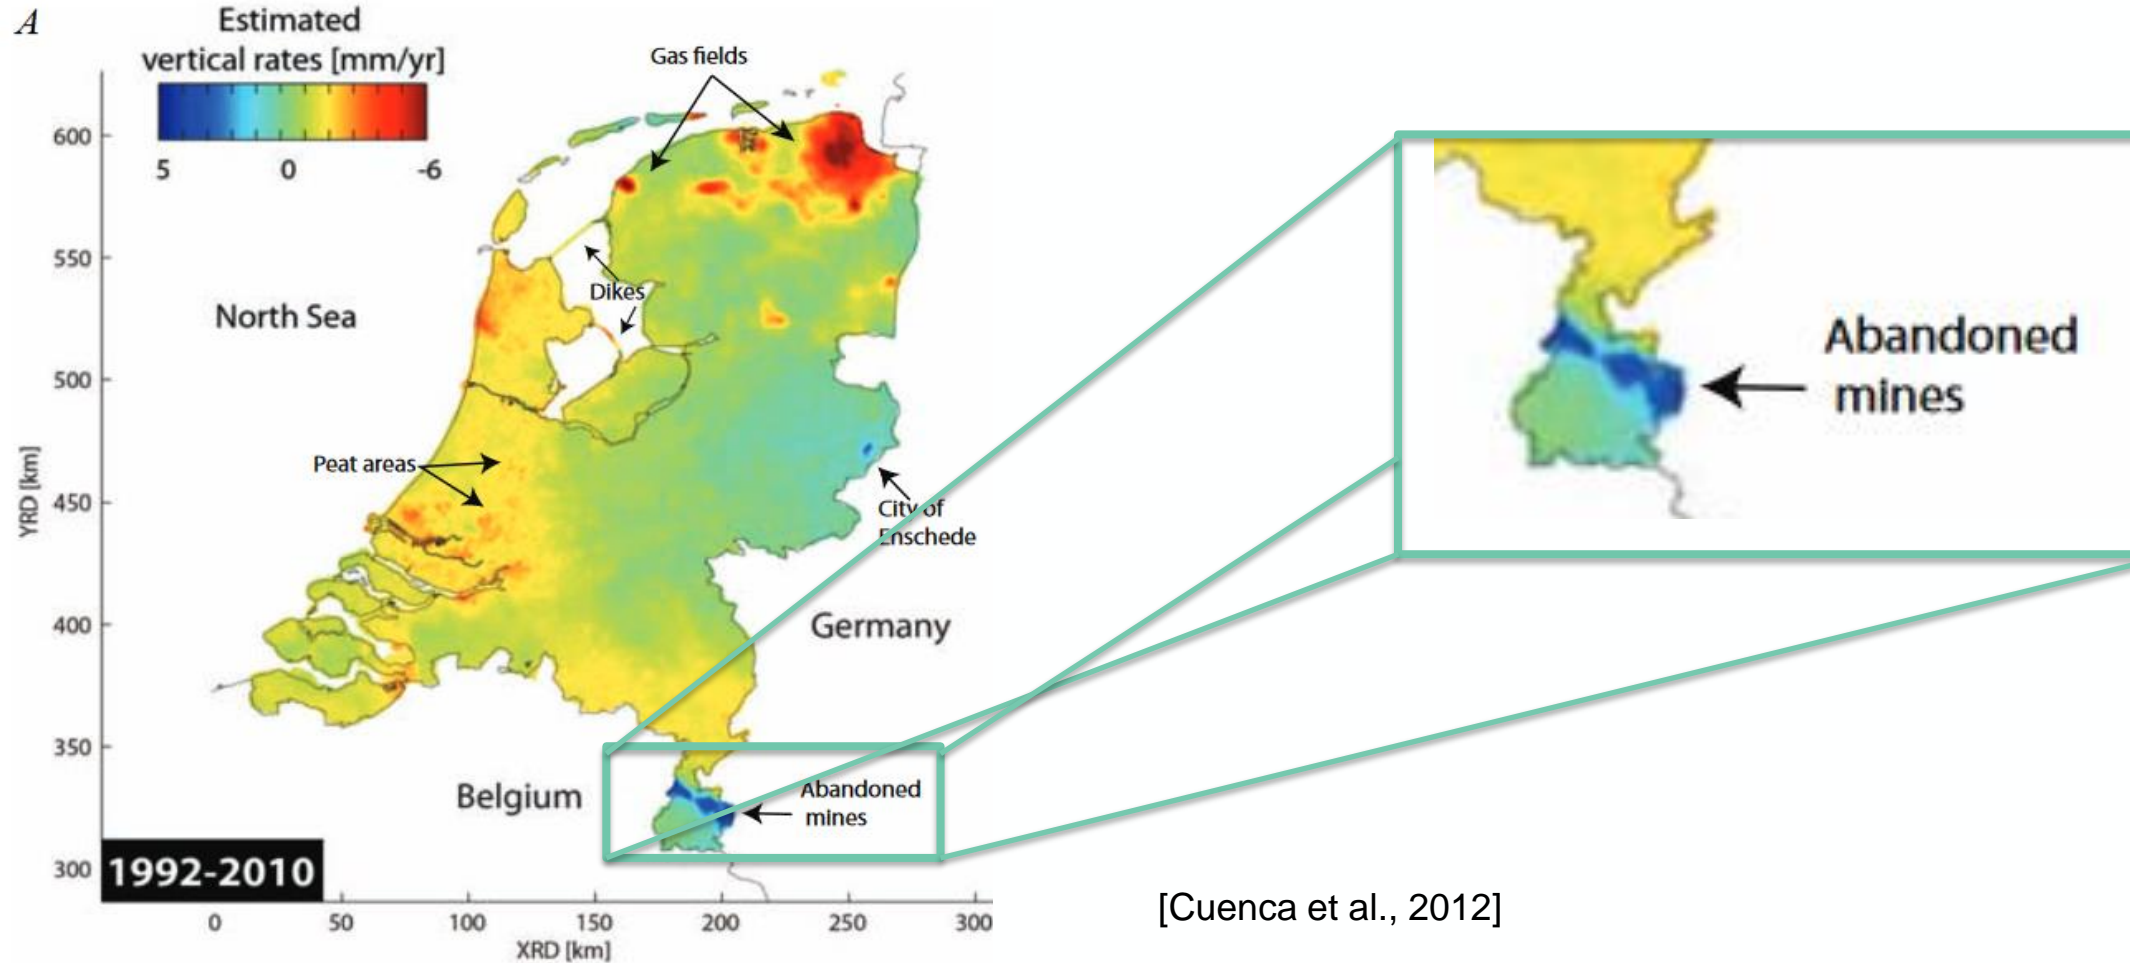 A
Estimated
vertical rates [mm/yr]
5 0 -6
Gas fields
600
550
500
450
400
350
300
YRD [km]
North Sea
Dikes
Peat areas
City of
Enschede
Germany
Belgium
Abandoned
mines
1992-2010
0 50 100 150 200 250 300
XRD [km]
Abandoned
mines
[Cuenca et al., 2012]